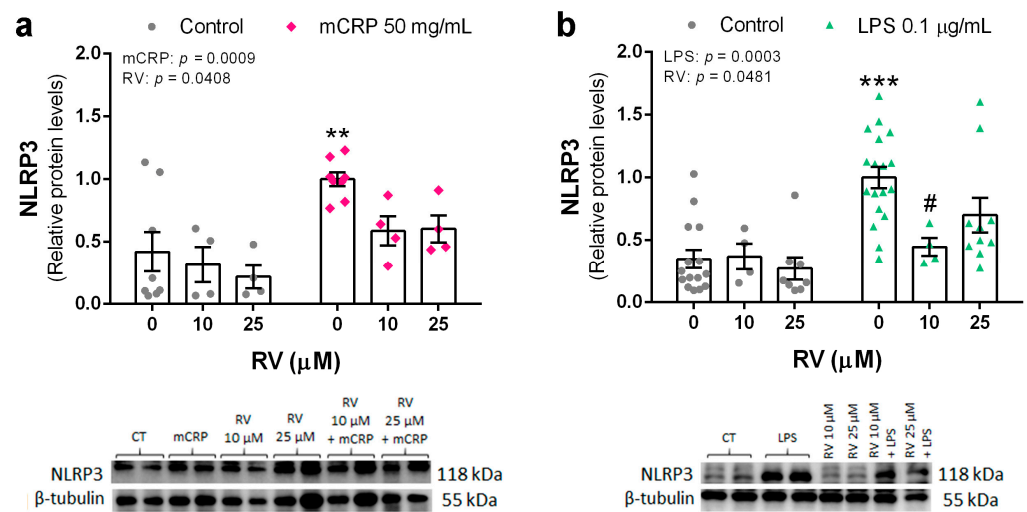 a
Control
mCRP 50 mg/mL
mCRP: p = 0.0009
RV: p = 0.0408
NLRP3
(Relative protein levels)
2.0
1.5
1.0
0.5
0.0
**
0 10 25 0 10 25
RV (µM)
CT
mCRP
RV
10 µM
RV
25 µM
RV
10 µM
+ mCRP
RV
25 µM
+ mCRP
NLRP3
118 kDa
β-tubulin
55 kDa
b
Control
LPS 0.1 µg/mL
LPS: p = 0.0003
RV: p = 0.0481
NLRP3
(Relative protein levels)
2.0
1.5
1.0
0.5
0.0
***
#
0 10 25 0 10 25
RV (µM)
CT
LPS
RV 10 µM
RV 25 µM
RV 10 µM
+ LPS
RV 25 µM
+ LPS
NLRP3
118 kDa
β-tubulin
55 kDa